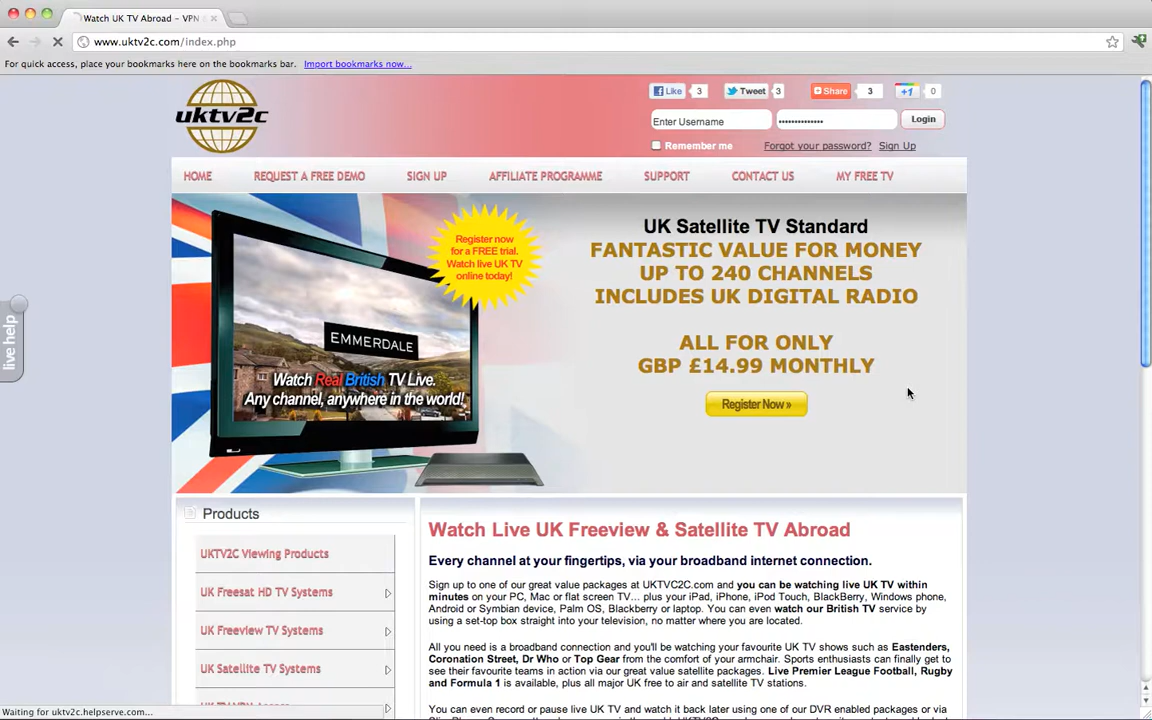 Watch UK TV Abroad – VPN
www.uktv2c.com/index.php
For quick access, place your bookmarks here on the bookmarks bar. Import bookmarks now...
uktv2c
Like 3 Tweet 3 Share 3 +1 0
Enter Username •••••••••••••• Login
Remember me Forgot your password? Sign Up
HOME REQUEST A FREE DEMO SIGN UP AFFILIATE PROGRAMME SUPPORT CONTACT US MY FREE TV
Register now
for a FREE trial.
Watch live UK TV
online today!
EMMERDALE
Watch Real British TV Live.
Any channel, anywhere in the world!
UK Satellite TV Standard
FANTASTIC VALUE FOR MONEY
UP TO 240 CHANNELS
INCLUDES UK DIGITAL RADIO
ALL FOR ONLY
GBP £14.99 MONTHLY
Register Now »
live help
Products
UKTV2C Viewing Products
UK Freesat HD TV Systems
UK Freeview TV Systems
UK Satellite TV Systems
Watch Live UK Freeview & Satellite TV Abroad
Every channel at your fingertips, via your broadband internet connection.
Sign up to one of our great value packages at UKTVC2C.com and you can be watching live UK TV within
minutes on your PC, Mac or flat screen TV... plus your iPad, iPhone, iPod Touch, BlackBerry, Windows phone,
Android or Symbian device, Palm OS, Blackberry or laptop. You can even watch our British TV service by
using a set-top box straight into your television, no matter where you are located.
All you need is a broadband connection and you'll be watching your favourite UK TV shows such as Eastenders,
Coronation Street, Dr Who or Top Gear from the comfort of your armchair. Sports enthusiasts can finally get to
see their favourite teams in action via our great value satellite packages. Live Premier League Football, Rugby
and Formula 1 is available, plus all major UK free to air and satellite TV stations.
You can even record or pause live UK TV and watch it back later using one of our DVR enabled packages or via
Waiting for uktv2c.helpserve.com...